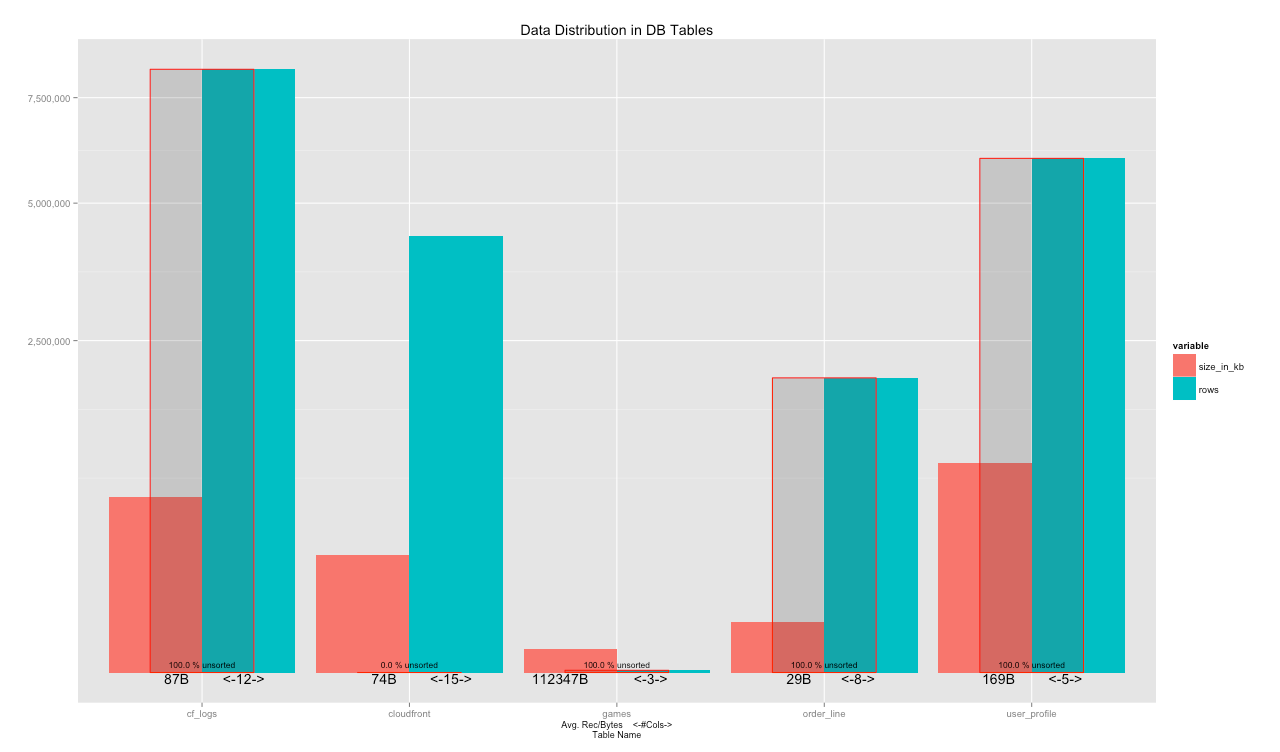 Data Distribution in DB Tables
7,500,000
5,000,000
2,500,000
variable
size_in_kb
rows
100.0 % unsorted 0.0 % unsorted 100.0 % unsorted 100.0 % unsorted 100.0 % unsorted
87B <-12-> 74B <-15-> 112347B <-3-> 29B <-8-> 169B <-5->
cf_logs cloudfront games order_line user_profile
Avg. Rec/Bytes <-#Cols->
Table Name